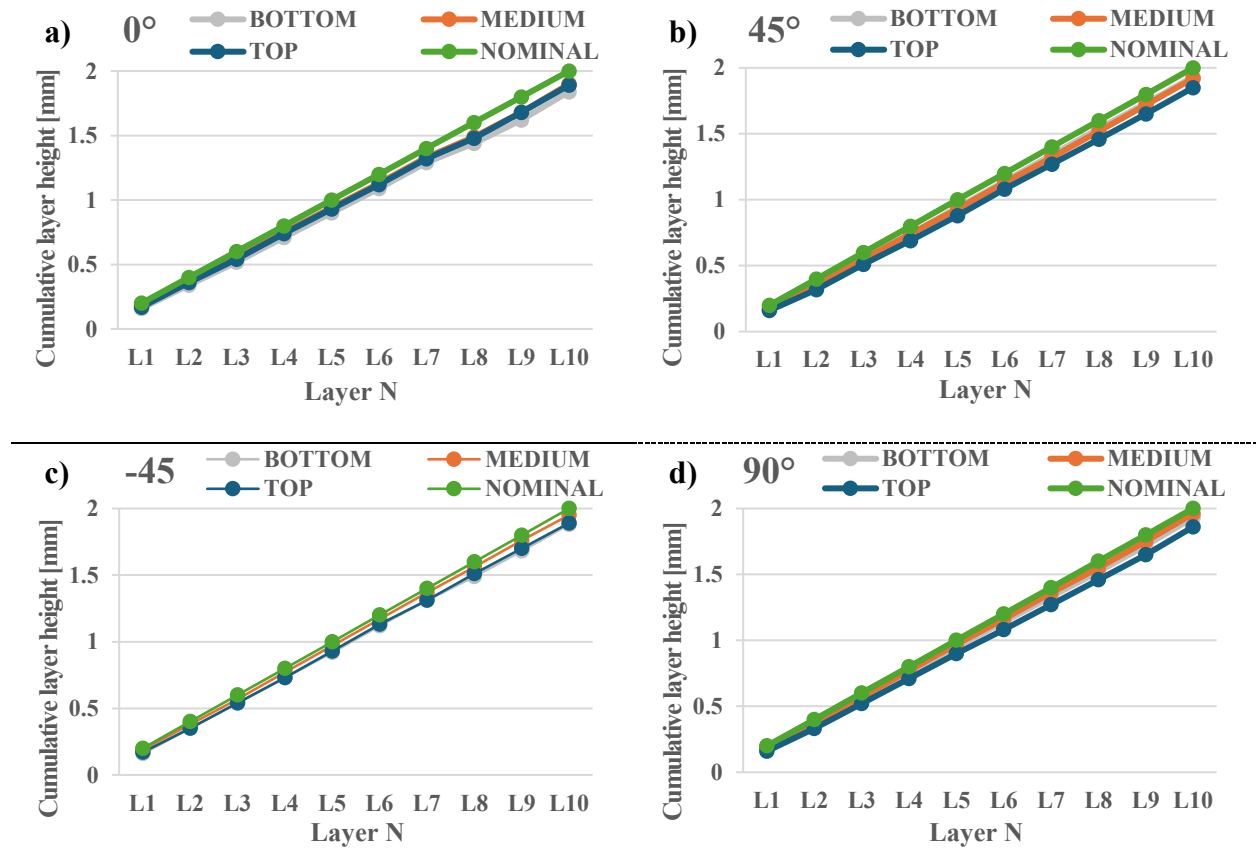 a) 0° BOTTOM MEDIUM
TOP NOMINAL
Cumulative layer height [mm]
2
1.5
1
0.5
0
L1 L2 L3 L4 L5 L6 L7 L8 L9 L10
Layer N
b) 45° BOTTOM MEDIUM
TOP NOMINAL
Cumulative layer height [mm]
2
1.5
1
0.5
0
L1 L2 L3 L4 L5 L6 L7 L8 L9 L10
Layer N
c) -45 BOTTOM MEDIUM
TOP NOMINAL
Cumulative layer height [mm]
2
1.5
1
0.5
0
L1 L2 L3 L4 L5 L6 L7 L8 L9 L10
Layer N
d) 90° BOTTOM MEDIUM
TOP NOMINAL
Cumulative layer height [mm]
2
1.5
1
0.5
0
L1 L2 L3 L4 L5 L6 L7 L8 L9 L10
Layer N